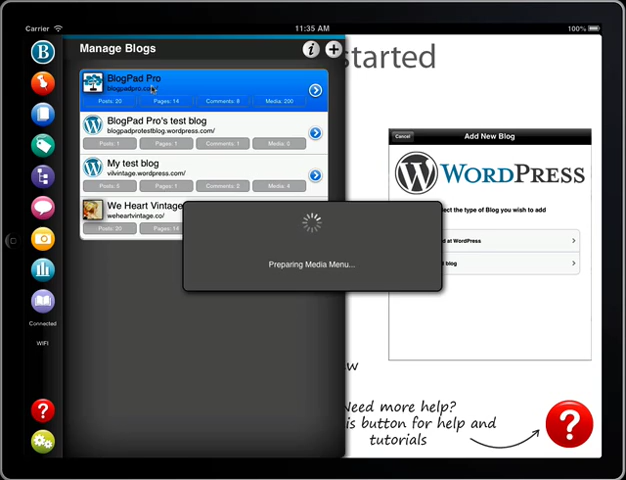 Carrier
11:35 AM
100%
Manage Blogs
started
BlogPad Pro
blogpadpro.com/
Posts: 20 Pages: 14 Comments: 8 Media: 200
BlogPad Pro's test blog
blogpadprotestblog.wordpress.com/
Posts: 1 Pages: 1 Comments: 1 Media: 0
My test blog
vilvintage.wordpress.com/
Posts: 5 Pages: 1 Comments: 2 Media: 4
We Heart Vintage
weheartvintage.co/
Posts: 20 Pages: 14
Preparing Media Menu...
Cancel
Add New Blog
WORDPRESS
lect the type of Blog you wish to add
d at WordPress
blog
Connected
WIFI
w
Need more help?
is button for help and
tutorials